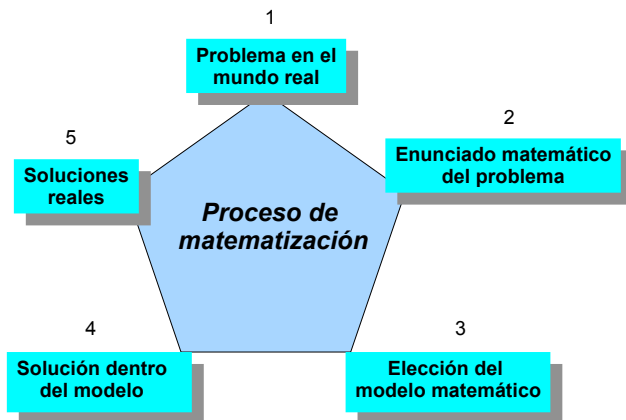 1
Problema en el
mundo real
2
Enunciado matemático
del problema
3
Elección del
modelo matemático
4
Solución dentro
del modelo
5
Soluciones
reales
Proceso de
matematización